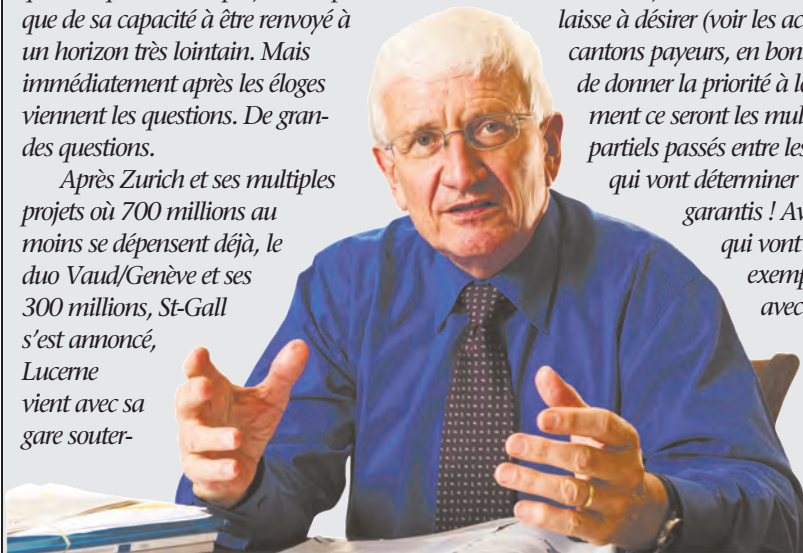 que de sa capacité à être renvoyé à
un horizon très lointain. Mais
immédiatement après les éloges
viennent les questions. De gran-
des questions.
Après Zurich et ses multiples
projets où 700 millions au
moins se dépensent déjà, le
duo Vaud/Genève et ses
300 millions, St-Gall
s’est annoncé,
Lucerne
vient avec sa
gare souter-
laisse à désirer (voir les ac
cantons payeurs, en bon
de donner la priorité à l
ment ce seront les mul
partiels passés entre les
qui vont déterminer
garantis ! Av
qui vont
exemp
avec